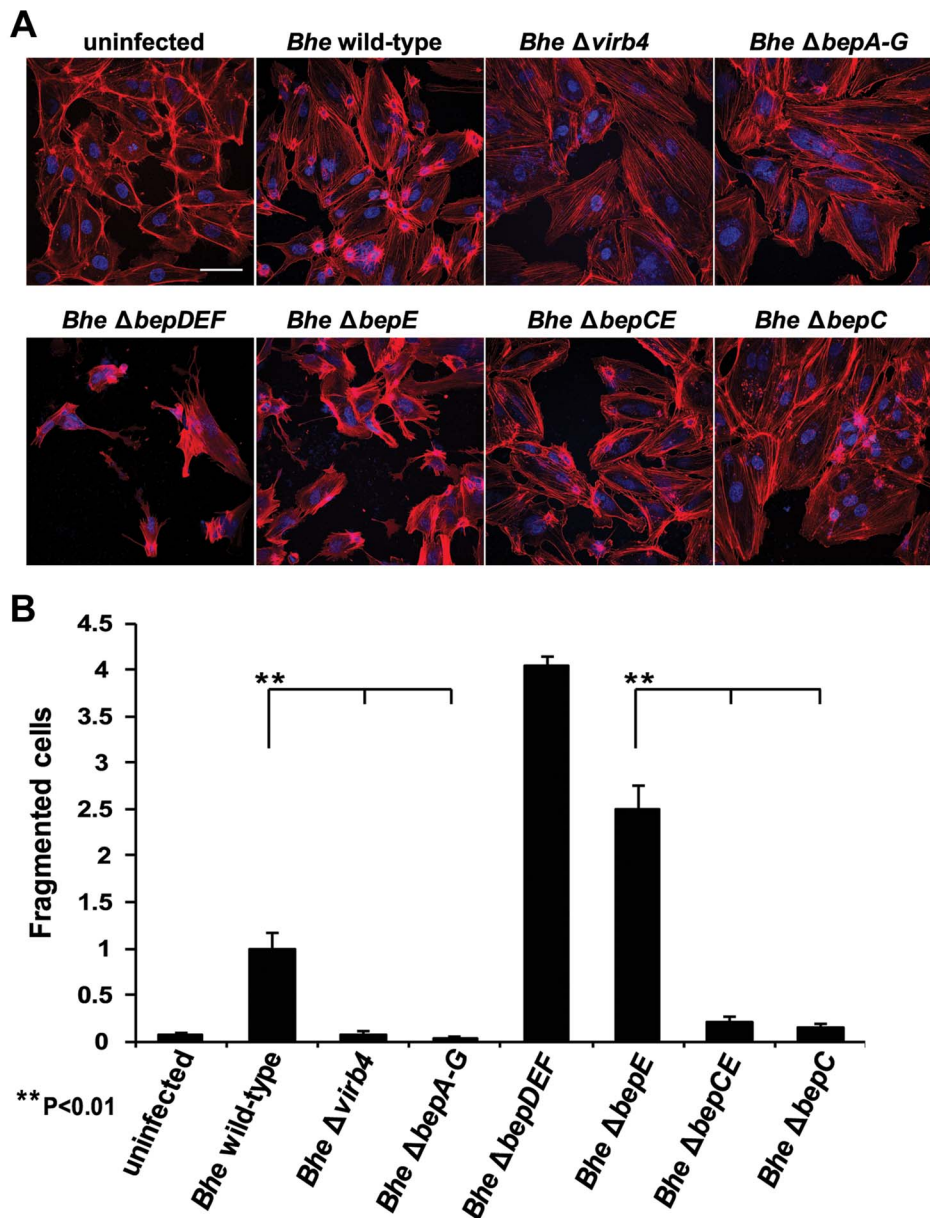 A
uninfected
Bhe wild-type
Bhe Δvirb4
Bhe ΔbepA-G
Bhe ΔbepDEF
Bhe ΔbepE
Bhe ΔbepCE
Bhe ΔbepC
B
Fragmented cells
4.5
4
3.5
3
2.5
2
1.5
1
0.5
0
**
**
uninfected
Bhe wild-type
Bhe Δvirb4
Bhe ΔbepA-G
Bhe ΔbepDEF
Bhe ΔbepE
Bhe ΔbepCE
Bhe ΔbepC
**P<0.01